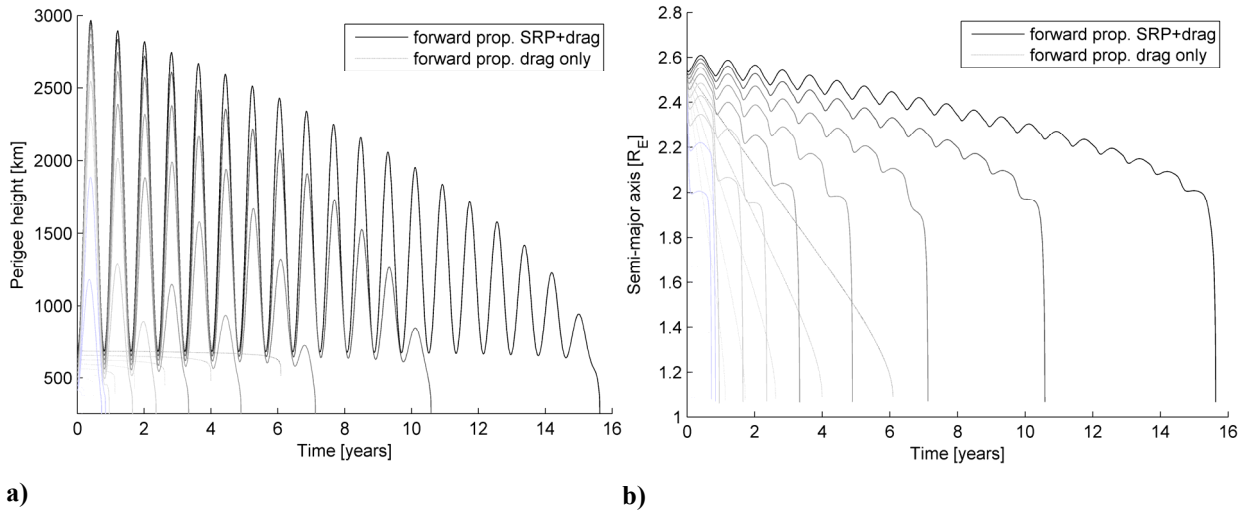 3000
2500
2000
1500
1000
500
Perigee height [km]
forward prop. SRP+drag
forward prop. drag only
0 2 4 6 8 10 12 14 16
Time [years]
a)
2.8
2.6
2.4
2.2
2
1.8
1.6
1.4
1.2
1
Semi-major axis [R_E]
forward prop. SRP+drag
forward prop. drag only
0 2 4 6 8 10 12 14 16
Time [years]
b)